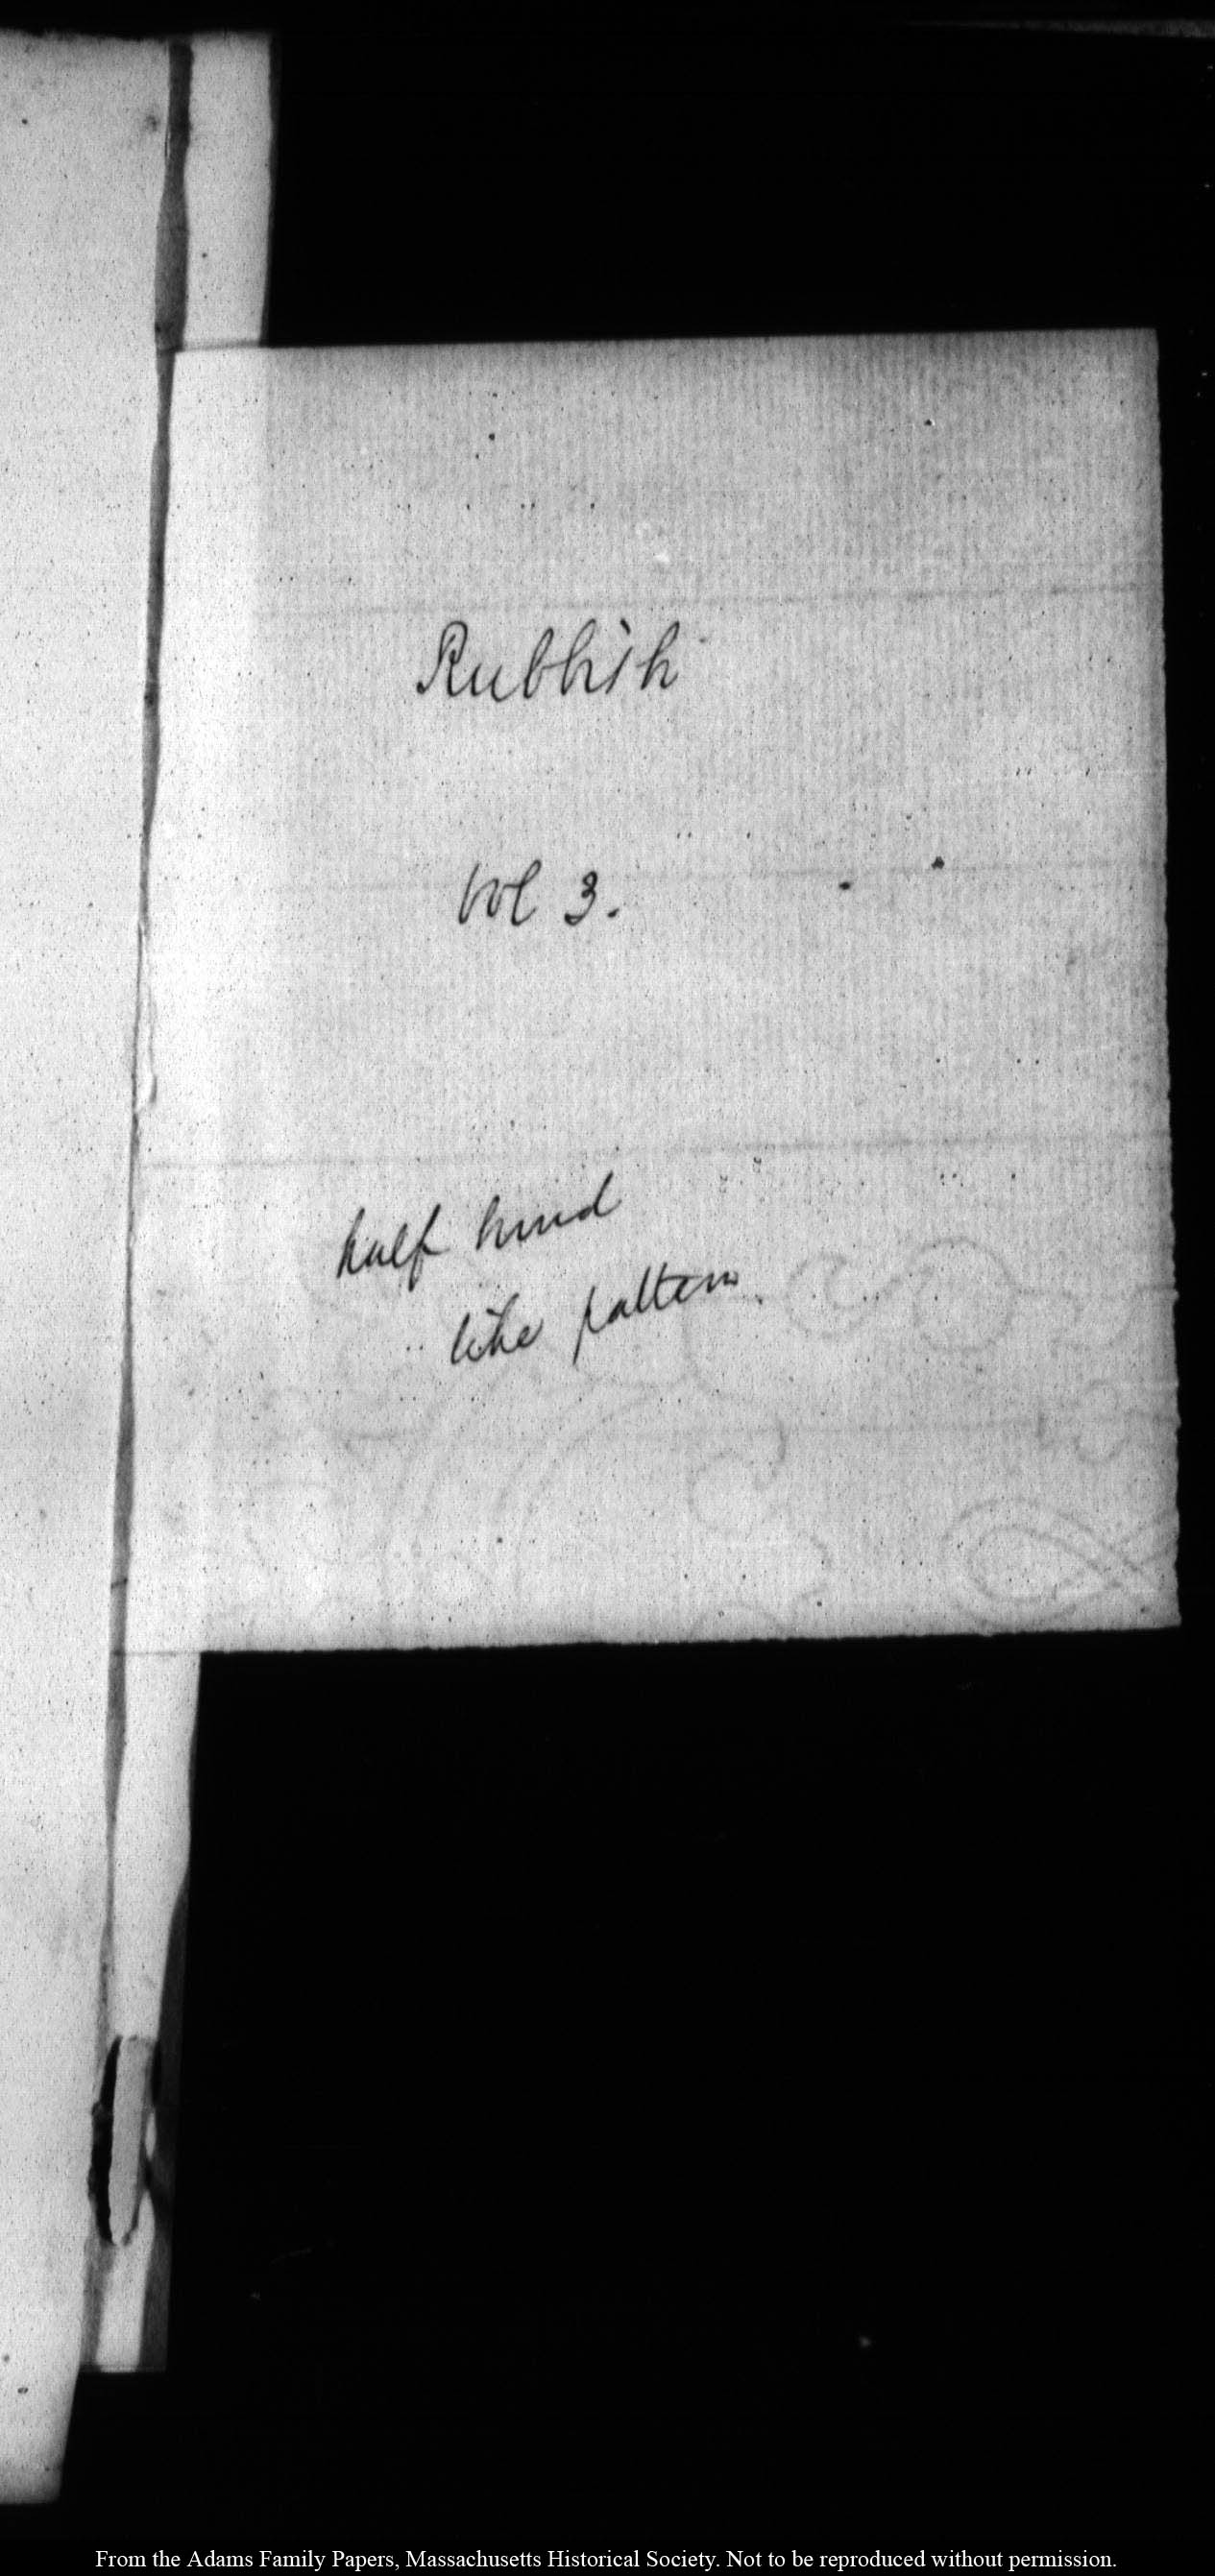 Rubbish
Vol 3.
half bind
like pattern.
From the Adams Family Papers, Massachusetts Historical Society. Not to be reproduced without permission.